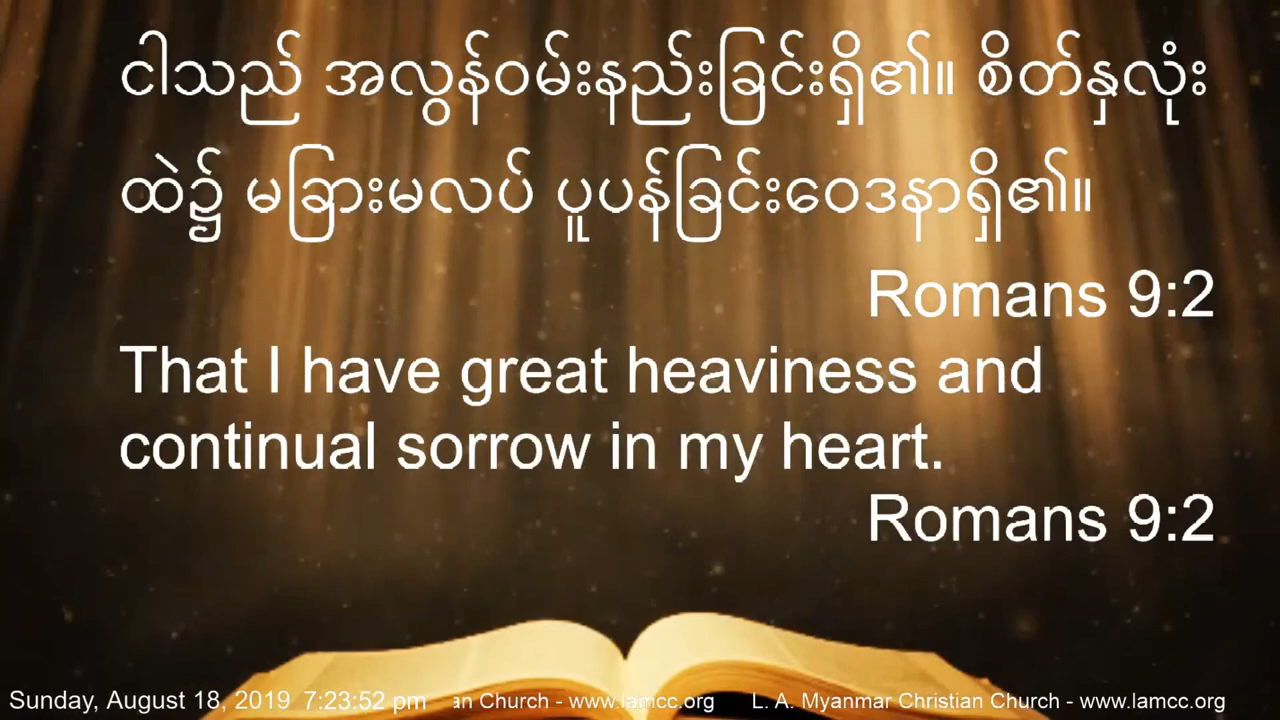 ငါသည် အလွန်ဝမ်းနည်းခြင်းရှိ၏။ စိတ်နှလုံး
ထဲ၌ မခြားမလပ် ပူပန်ခြင်းဝေဒနာရှိ၏။
Romans 9:2
That I have great heaviness and
continual sorrow in my heart.
Romans 9:2
Sunday, August 18, 2019 7:23:52 pm an Church - www.lamcc.org L. A. Myanmar Christian Church - www.lamcc.org